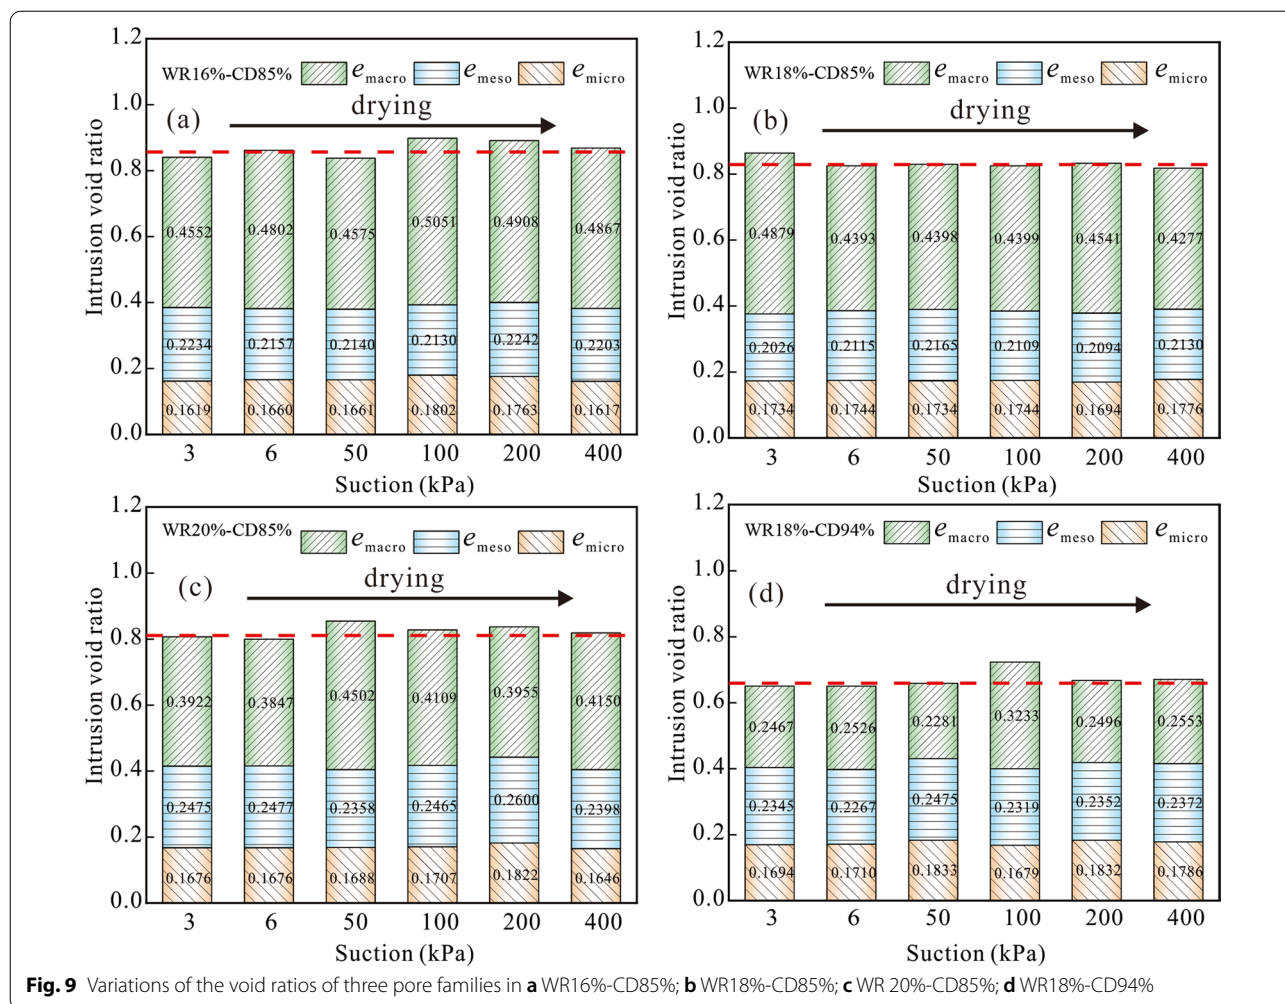 1.2
1.0
0.8
0.6
0.4
0.2
0.0
Intrusion void ratio
WR16%-CD85% e macro e meso e micro
(a) drying
0.4552 0.4802 0.4575 0.5051 0.4908 0.4867
0.2234 0.2157 0.2140 0.2130 0.2242 0.2203
0.1619 0.1660 0.1661 0.1802 0.1763 0.1617
3 6 50 100 200 400
Suction (kPa)
1.2
1.0
0.8
0.6
0.4
0.2
0.0
Intrusion void ratio
WR18%-CD85% e macro e meso e micro
(b) drying
0.4879 0.4393 0.4398 0.4399 0.4541 0.4277
0.2026 0.2115 0.2165 0.2109 0.2094 0.2130
0.1734 0.1744 0.1734 0.1744 0.1694 0.1776
3 6 50 100 200 400
Suction (kPa)
1.2
1.0
0.8
0.6
0.4
0.2
0.0
Intrusion void ratio
WR20%-CD85% e macro e meso e micro
(c) drying
0.3922 0.3847 0.4502 0.4109 0.3955 0.4150
0.2475 0.2477 0.2358 0.2465 0.2600 0.2398
0.1676 0.1676 0.1688 0.1707 0.1822 0.1646
3 6 50 100 200 400
Suction (kPa)
1.2
1.0
0.8
0.6
0.4
0.2
0.0
Intrusion void ratio
WR18%-CD94% e macro e meso e micro
(d) drying
0.2467 0.2526 0.2281 0.3233 0.2496 0.2553
0.2345 0.2267 0.2475 0.2319 0.2352 0.2372
0.1694 0.1710 0.1833 0.1679 0.1832 0.1786
3 6 50 100 200 400
Suction (kPa)
Fig. 9 Variations of the void ratios of three pore families in a WR16%-CD85%; b WR18%-CD85%; c WR 20%-CD85%; d WR18%-CD94%